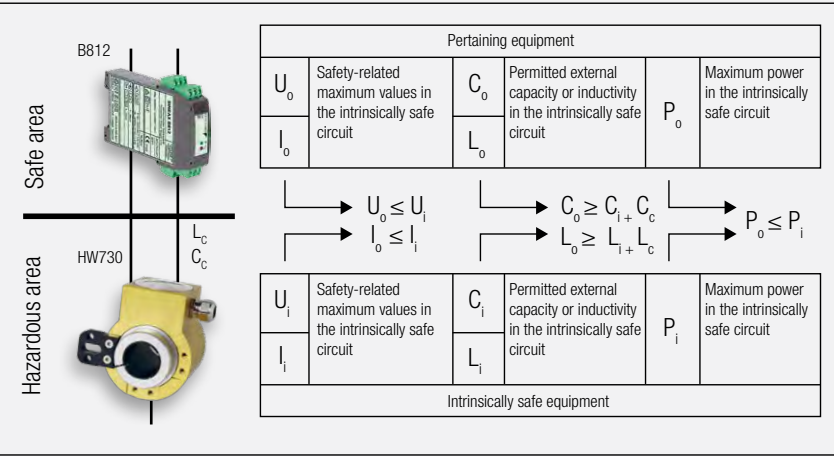 B812
Safe area
L_C
C_C
HW730
Hazardous area
Pertaining equipment
U_o
I_o
Safety-related
maximum values in
the intrinsically safe
circuit
C_o
L_o
Permitted external
capacity or inductivity
in the intrinsically safe
circuit
P_o
Maximum power
in the intrinsically
safe circuit
U_o ≤ U_i
I_o ≤ I_i
C_o ≥ C_i + C_c
L_o ≥ L_i + L_c
P_o ≤ P_i
U_i
I_i
Safety-related
maximum values in
the intrinsically safe
circuit
C_i
L_i
Permitted external
capacity or inductivity
in the intrinsically safe
circuit
P_i
Maximum power
in the intrinsically
safe circuit
Intrinsically safe equipment